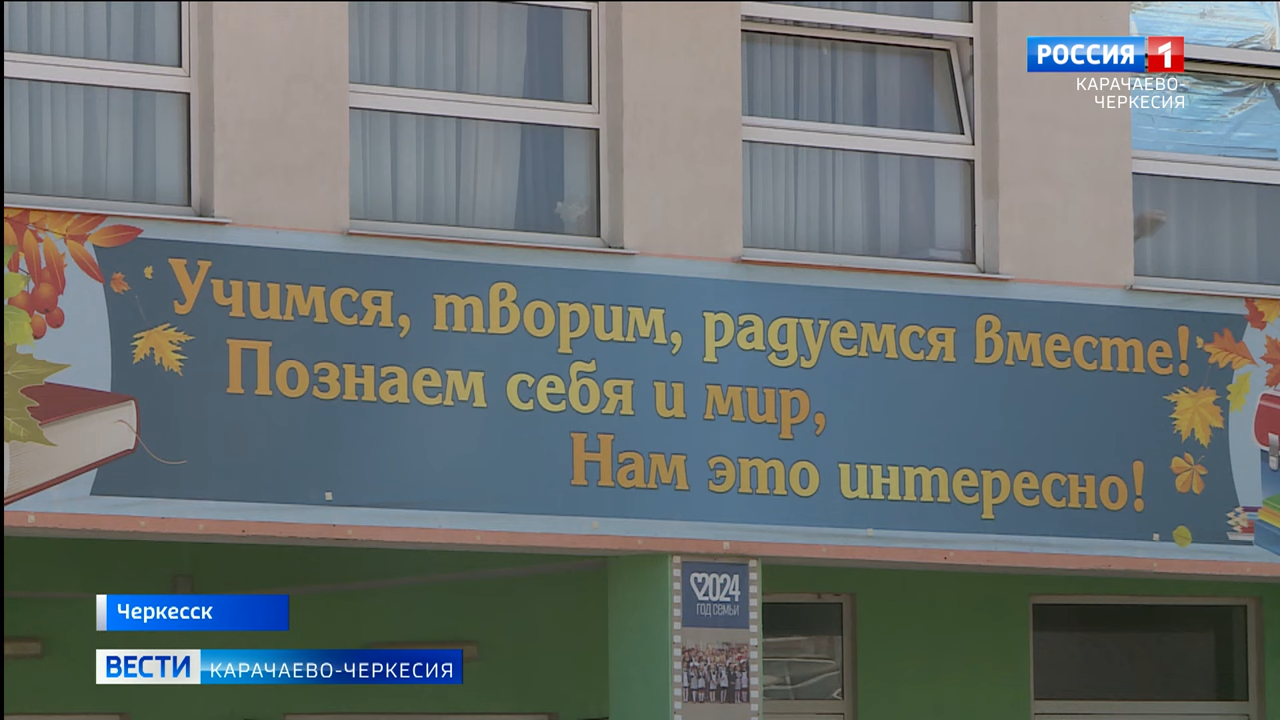 РОССИЯ 1
КАРАЧАЕВО-
ЧЕРКЕСИЯ
Учимся, творим, радуемся вместе!
Познаем себя и мир,
Нам это интересно!
2024
ГОД СЕМЬИ
Черкесск
ВЕСТИ КАРАЧАЕВО-ЧЕРКЕСИЯ